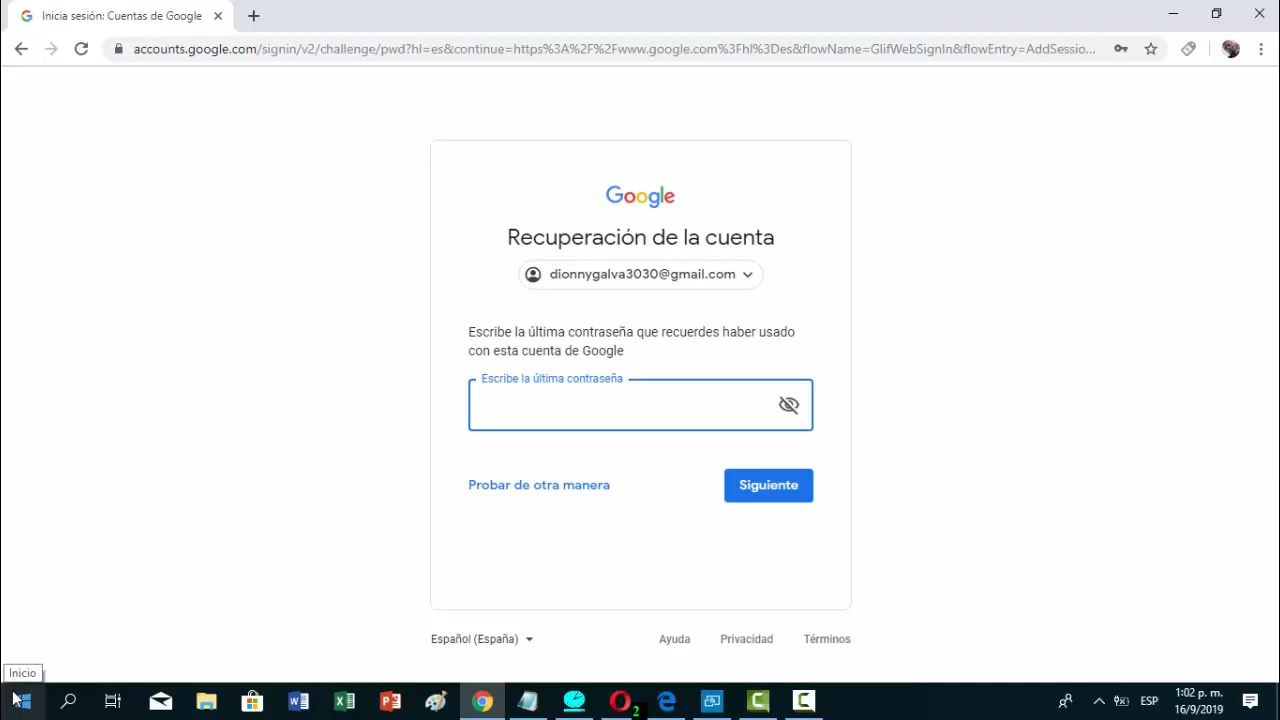 Inicia sesión: Cuentas de Google
accounts.google.com/signin/v2/challenge/pwd?hl=es&continue=https%3A%2F%2Fwww.google.com%3Fhl%3Des&flowName=GlifWebSignIn&flowEntry=AddSessio...
Google
Recuperación de la cuenta
dionnygalva3030@gmail.com
Escribe la última contraseña que recuerdes haber usado
con esta cuenta de Google
Escribe la última contraseña
Probar de otra manera
Siguiente
Español (España)
Ayuda
Privacidad
Términos
Inicio
2
ESP
1:02 p. m.
16/9/2019